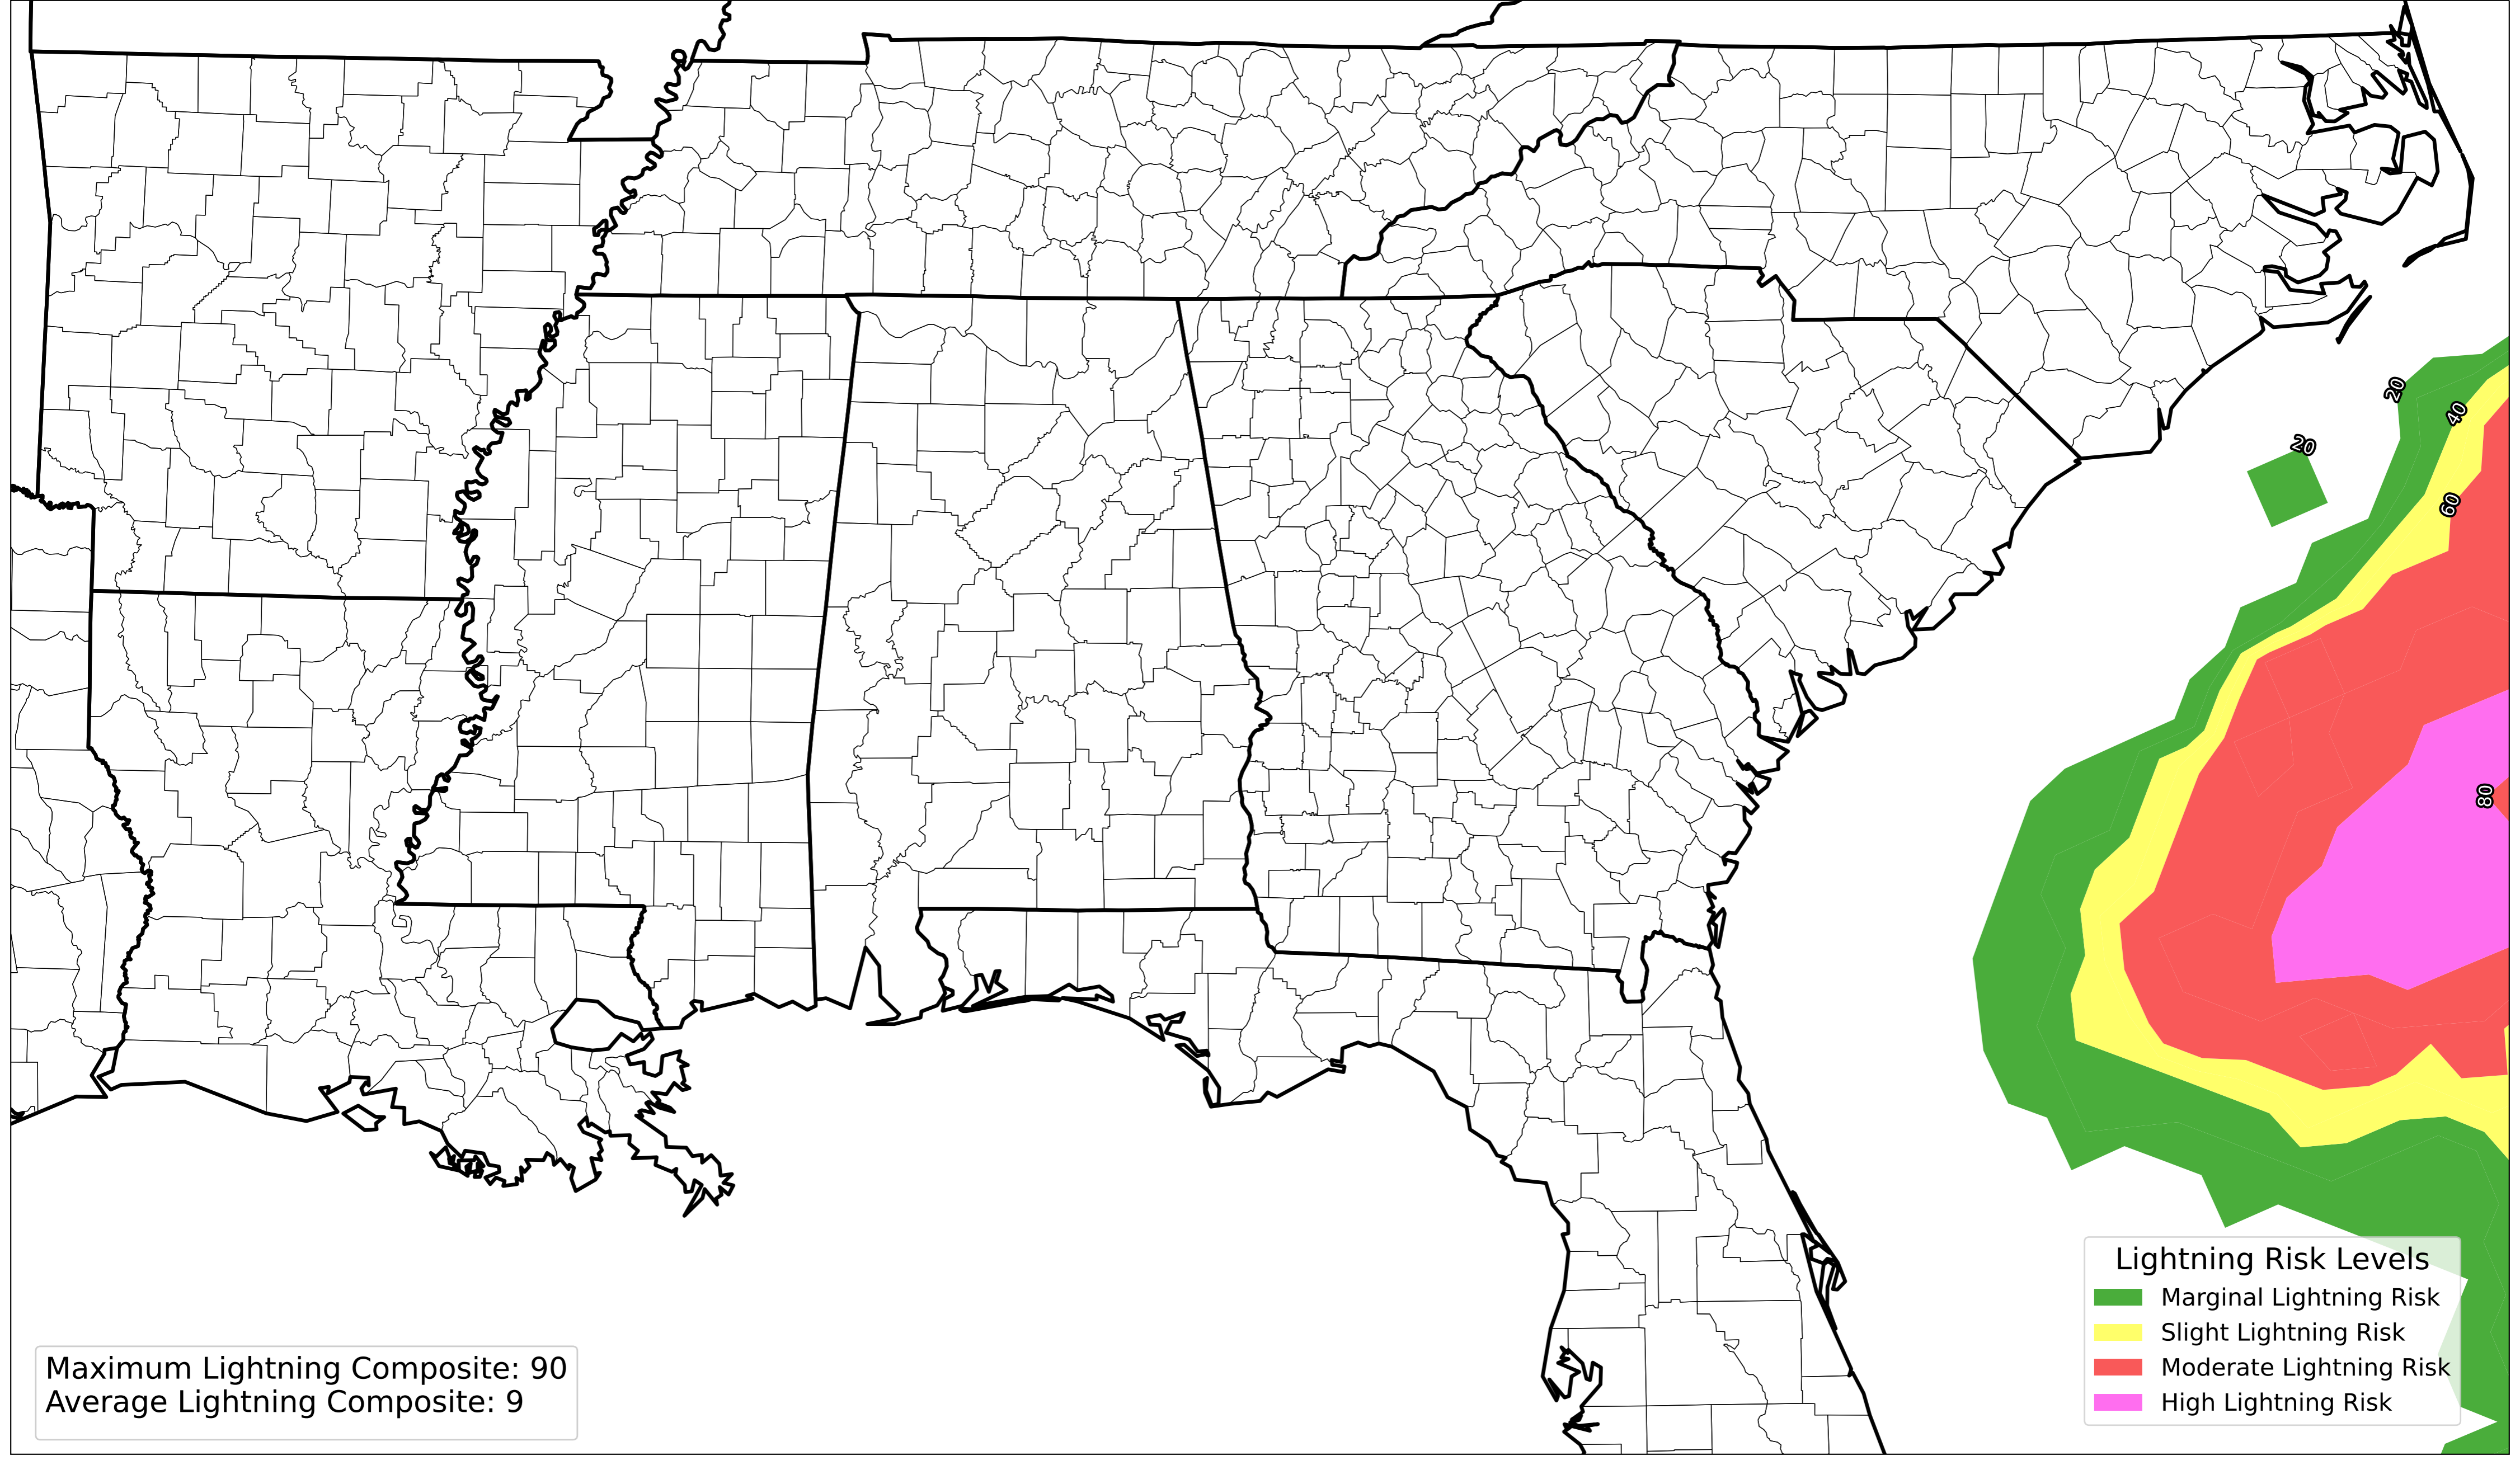 20
40
20
60
80
Lightning Risk Levels
Marginal Lightning Risk
Slight Lightning Risk
Moderate Lightning Risk
High Lightning Risk
Maximum Lightning Composite: 90
Average Lightning Composite: 9